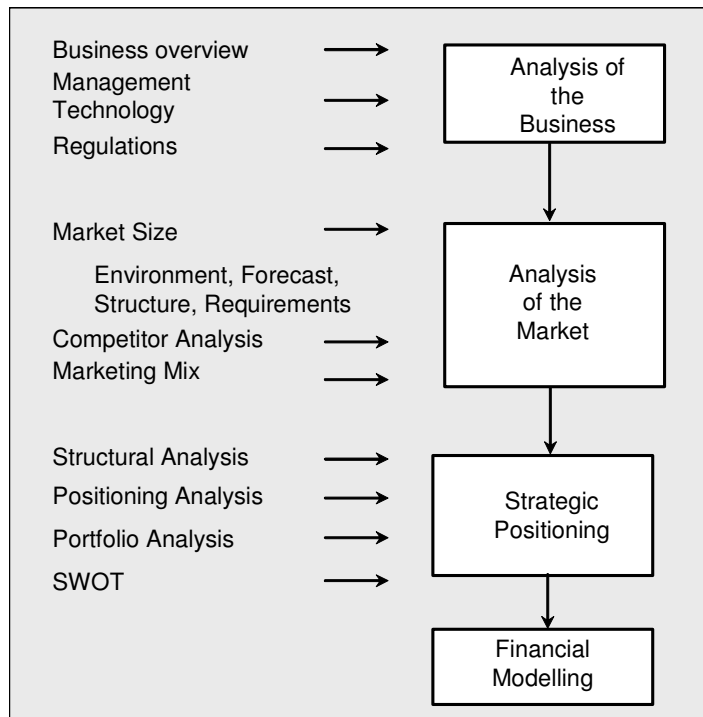 Business overview
Management
Technology
Regulations
Analysis of
the
Business
Market Size
Environment, Forecast,
Structure, Requirements
Competitor Analysis
Marketing Mix
Analysis
of the
Market
Structural Analysis
Positioning Analysis
Portfolio Analysis
SWOT
Strategic
Positioning
Financial
Modelling